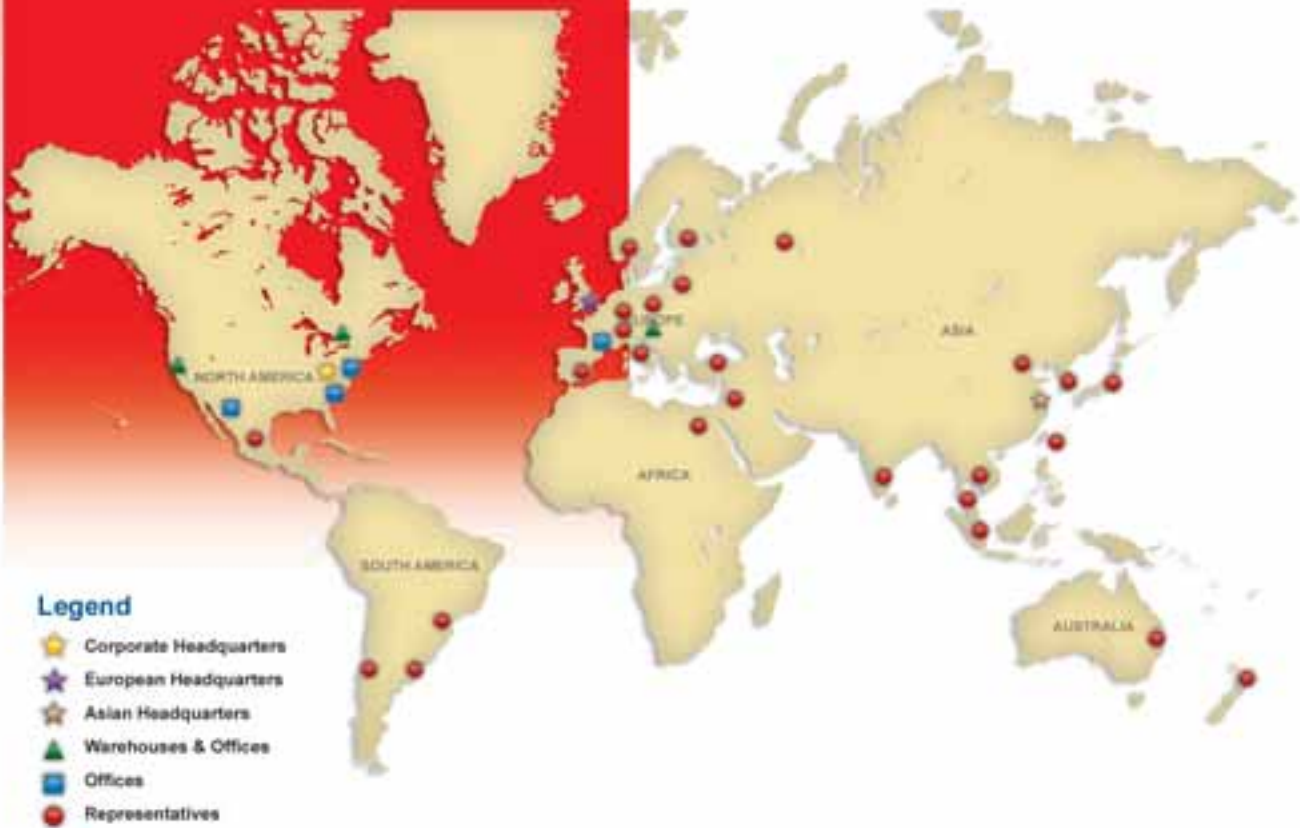 NORTH AMERICA
EUROPE
ASIA
AFRICA
SOUTH AMERICA
AUSTRALIA
Legend
Corporate Headquarters
European Headquarters
Asian Headquarters
Warehouses & Offices
Offices
Representatives